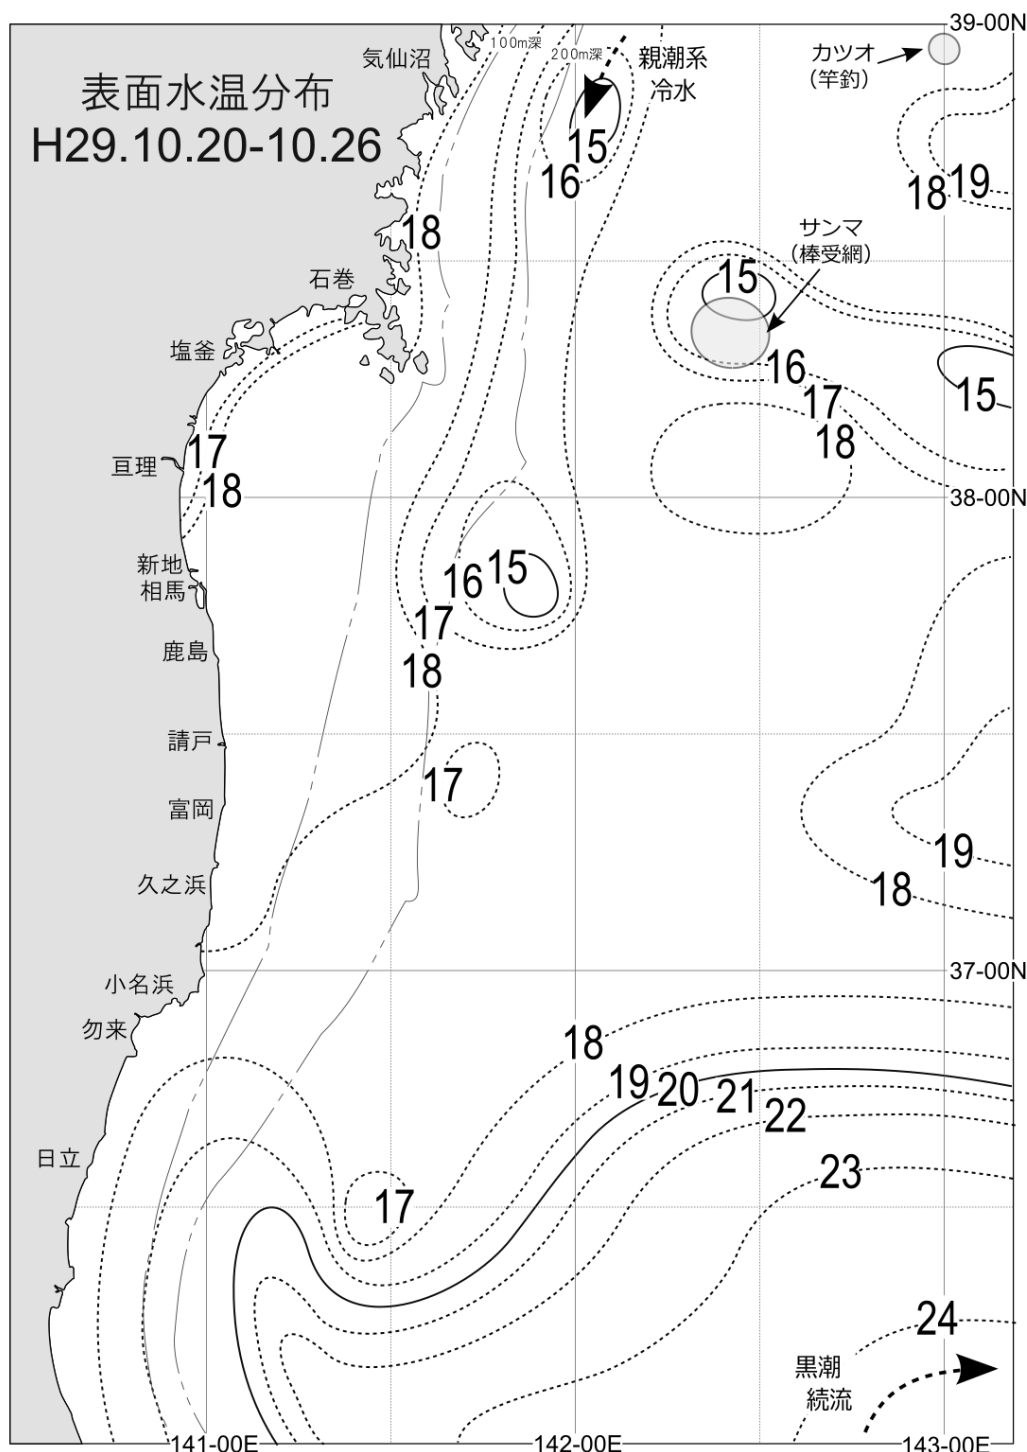 39-00N
100m深
200m深
気仙沼
親潮系
冷水
カツオ
(竿釣)
表面水温分布
H29.10.20-10.26
15
16
18
19
18
サンマ
(棒受網)
15
石巻
塩釜
16
15
17
18
17
亘理
18
38-00N
新地
相馬
16
15
17
鹿島
18
請戸
17
富岡
19
久之浜
18
37-00N
小名浜
勿来
18
19
20
21
22
日立
23
17
24
黒潮
続流
141-00E
142-00E
143-00E